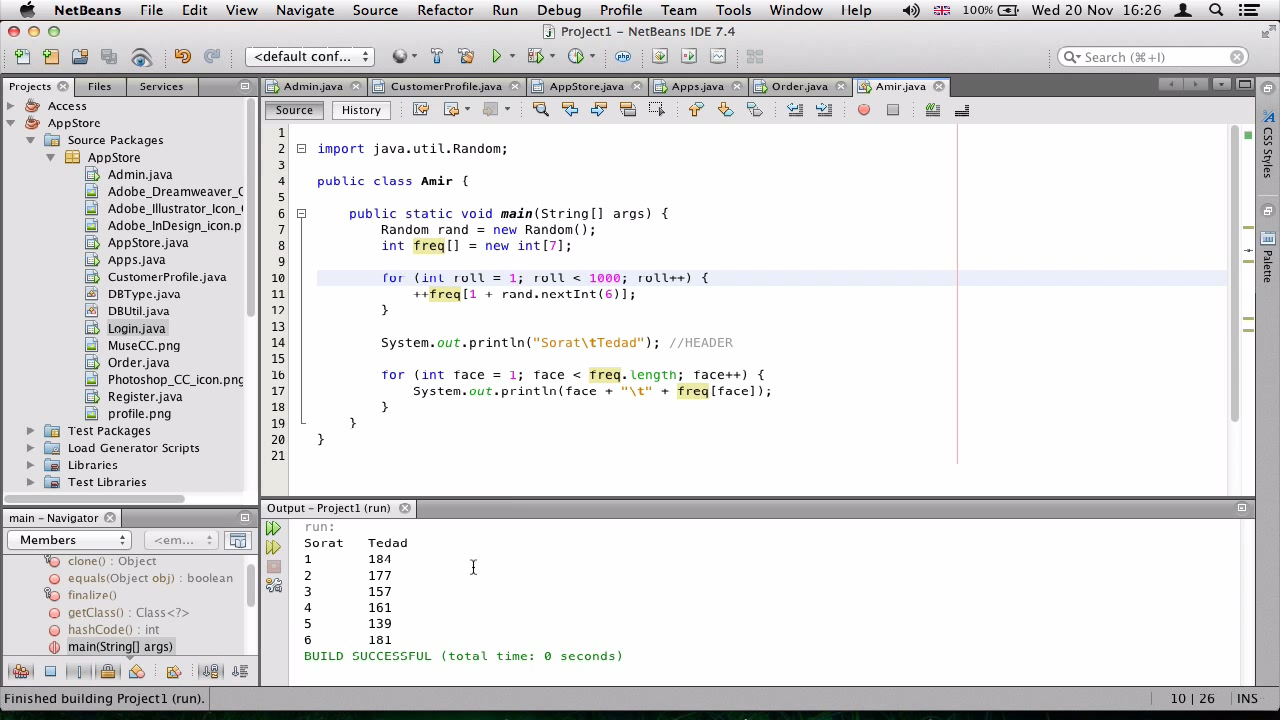 NetBeans File Edit View Navigate Source Refactor Run Debug Profile Team Tools Window Help 100% Wed 20 Nov 16:26
Project1 – NetBeans IDE 7.4
<default conf... Search (⌘+I)
Projects Files Services
Admin.java CustomerProfile.java AppStore.java Apps.java Order.java Amir.java
Source History
Access
AppStore
Source Packages
AppStore
Admin.java
Adobe_Dreamweaver_C
Adobe_Illustrator_Icon_
Adobe_InDesign_icon.p
AppStore.java
Apps.java
CustomerProfile.java
DBType.java
DBUtil.java
Login.java
MuseCC.png
Order.java
Photoshop_CC_icon.png
Register.java
profile.png
Test Packages
Load Generator Scripts
Libraries
Test Libraries
1
2 import java.util.Random;
3
4 public class Amir {
5
6 public static void main(String[] args) {
7 Random rand = new Random();
8 int freq[] = new int[7];
9
10 for (int roll = 1; roll < 1000; roll++) {
11 ++freq[1 + rand.nextInt(6)];
12 }
13
14 System.out.println("Sorat\tTedad"); //HEADER
15
16 for (int face = 1; face < freq.length; face++) {
17 System.out.println(face + "\t" + freq[face]);
18 }
19 }
20 }
21
CSS Styles
Palette
main – Navigator
Members <em...
clone() : Object
equals(Object obj) : boolean
finalize()
getClass() : Class<?>
hashCode() : int
main(String[] args)
Output – Project1 (run)
run:
Sorat Tedad
1 184
2 177
3 157
4 161
5 139
6 181
BUILD SUCCESSFUL (total time: 0 seconds)
Finished building Project1 (run). 10 | 26 INS